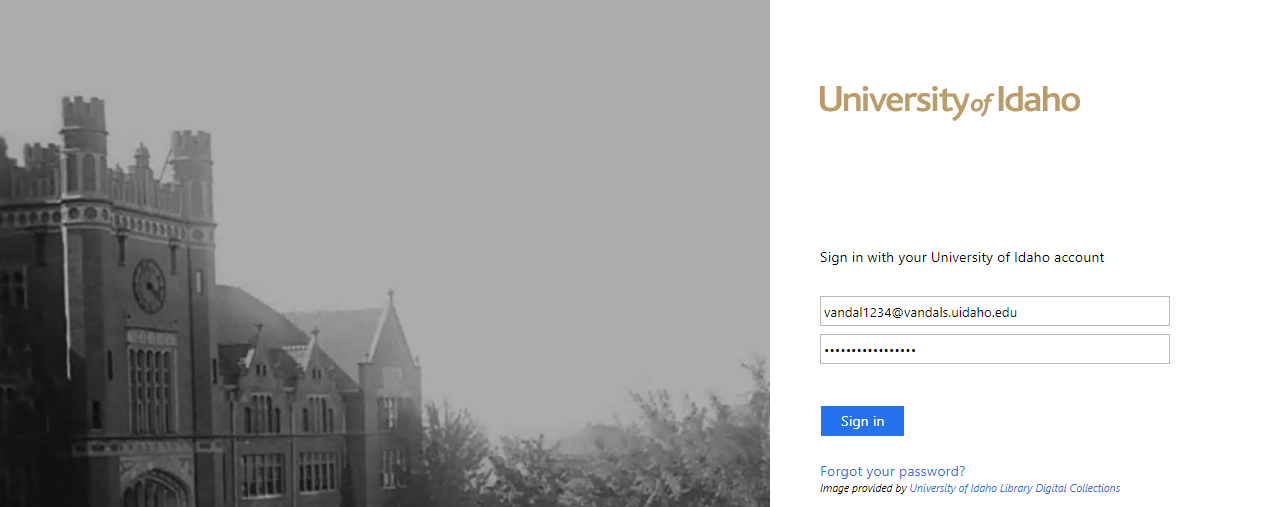 University of Idaho
Sign in with your University of Idaho account
vandal1234@vandals.uidaho.edu
•••••••••••••••••
Sign in
Forgot your password?
Image provided by University of Idaho Library Digital Collections